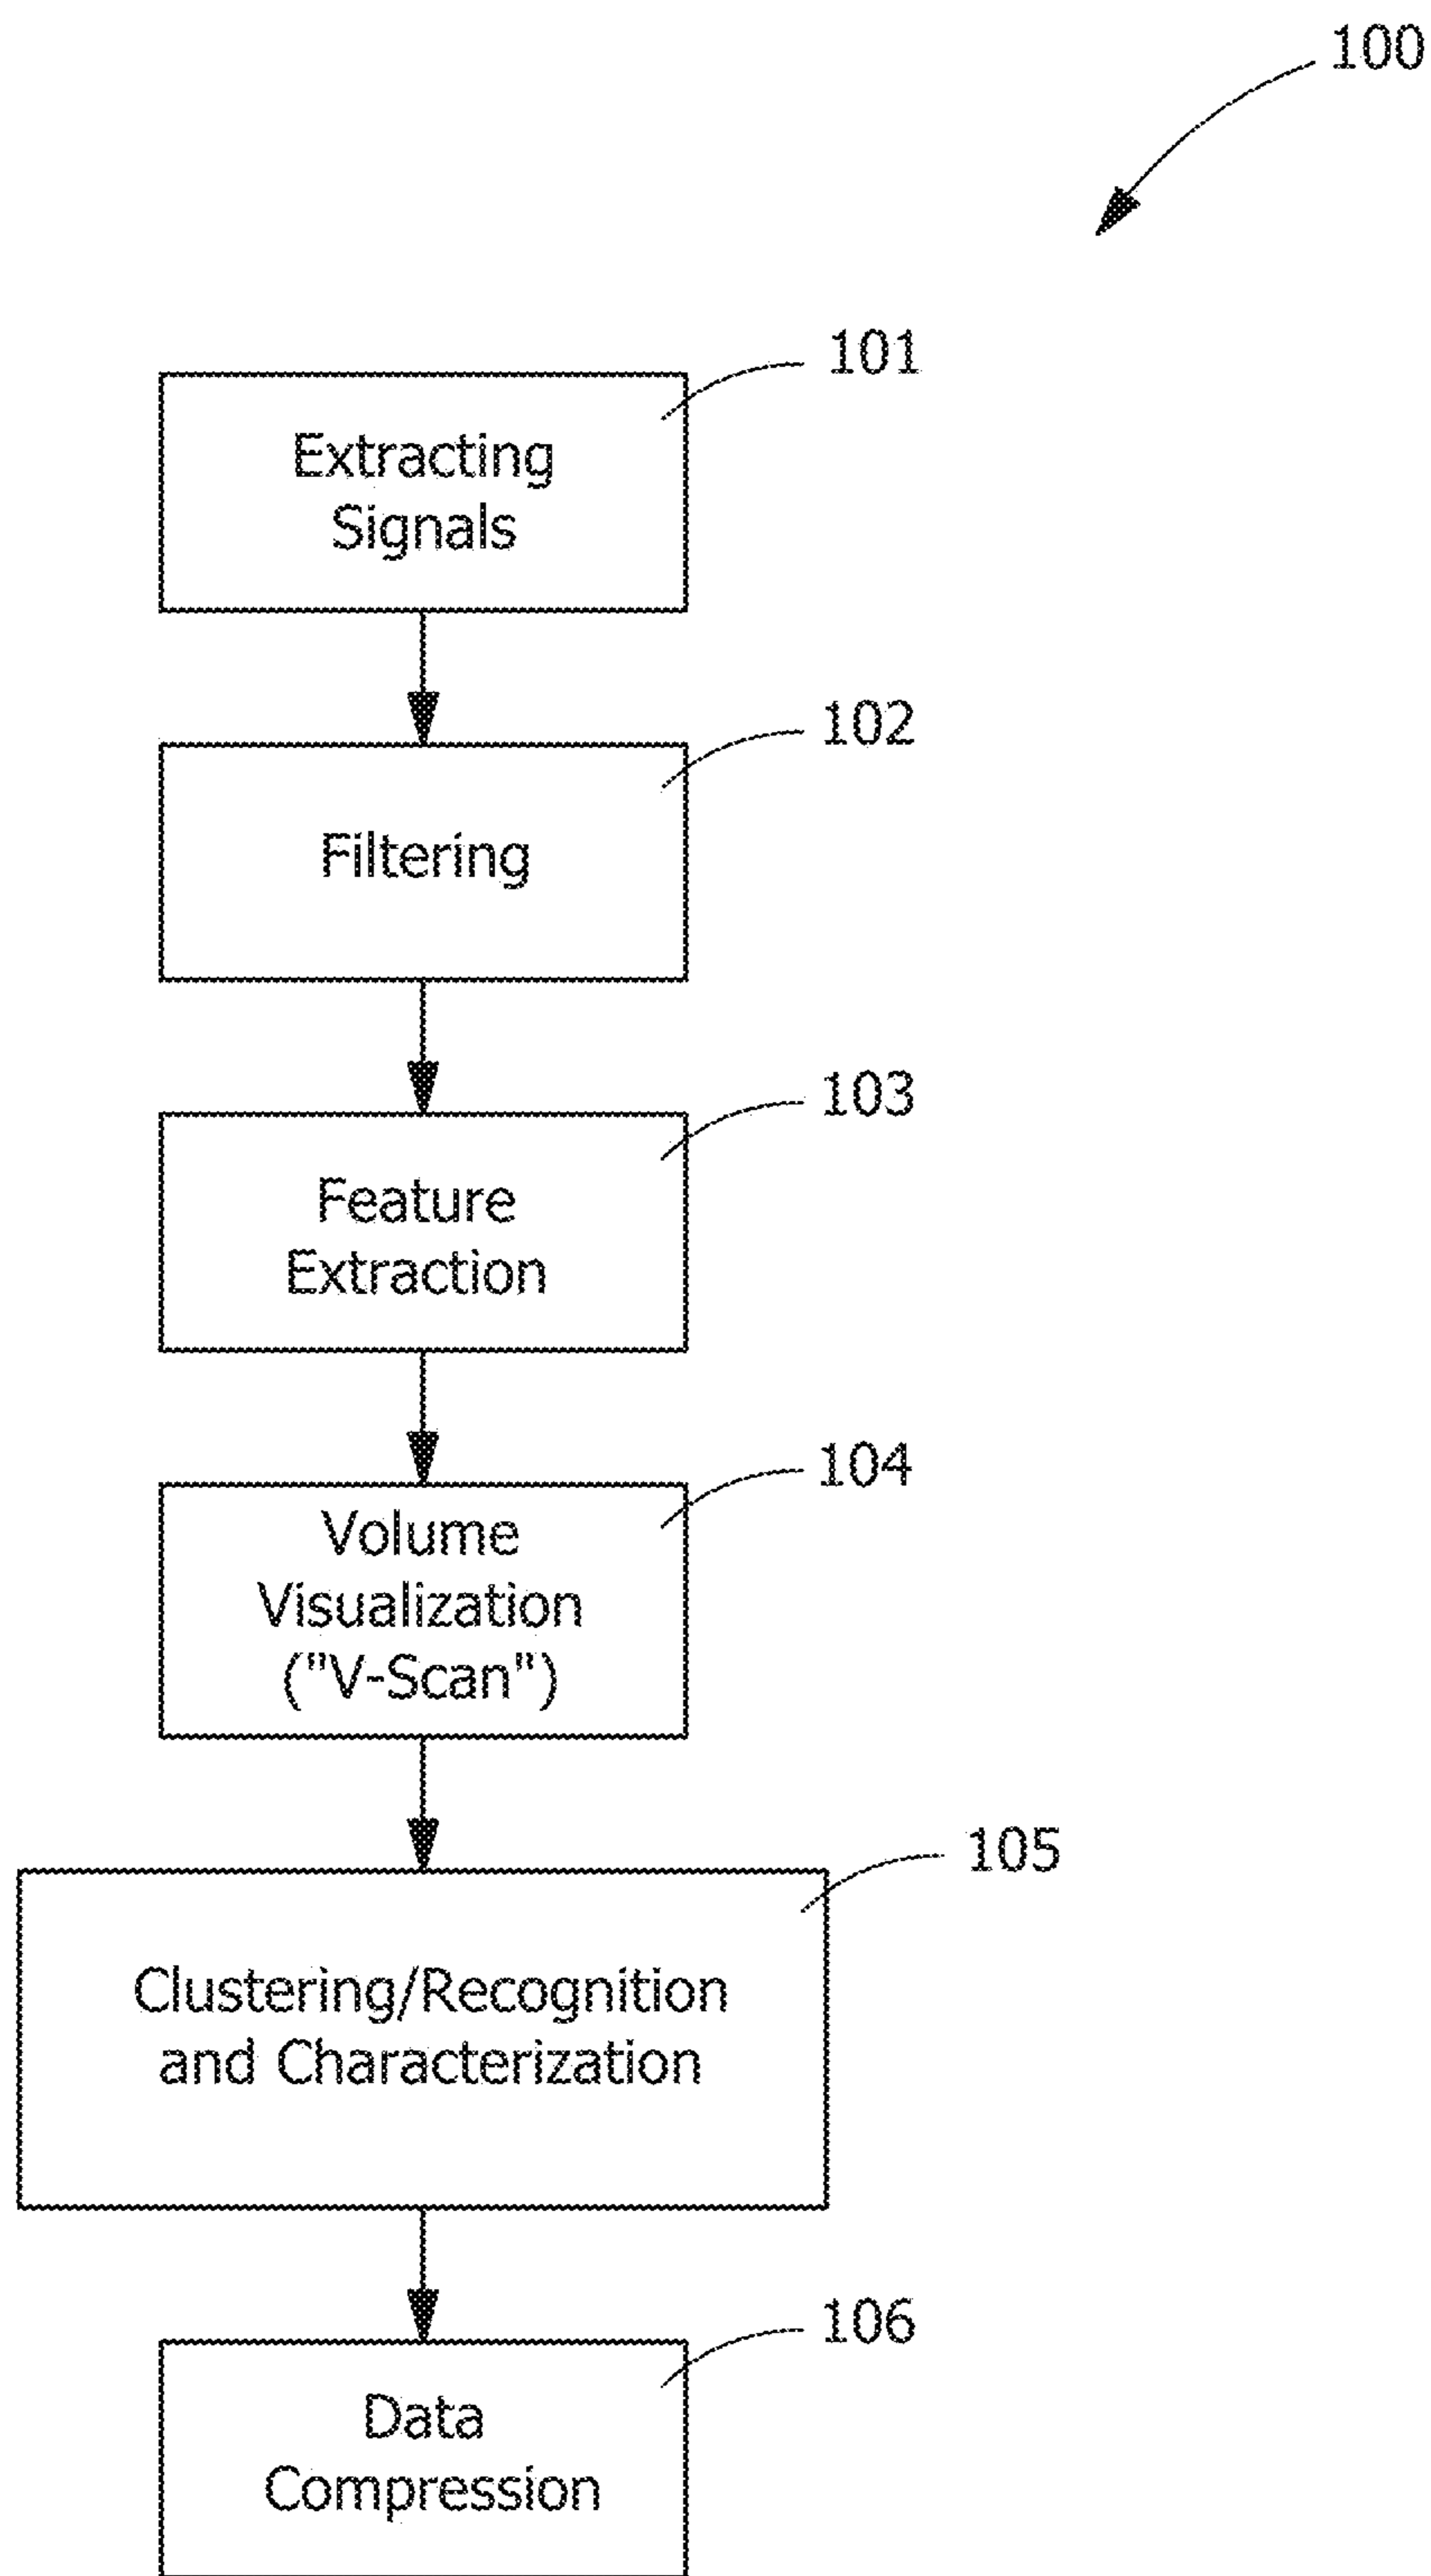 100
101
Extracting
Signals
102
Filtering
103
Feature
Extraction
104
Volume
Visualization
("V-Scan")
105
Clustering/Recognition
and Characterization
106
Data
Compression